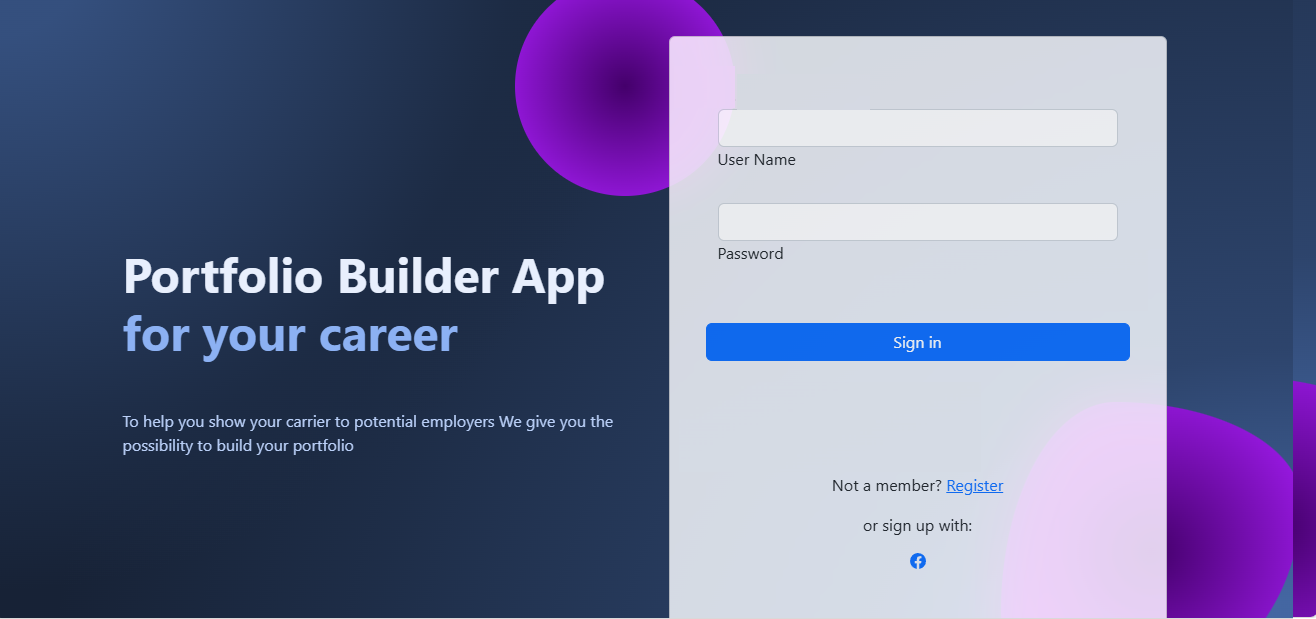 Portfolio Builder App
for your career
To help you show your carrier to potential employers We give you the
possibility to build your portfolio
User Name
Password
Sign in
Not a member? Register
or sign up with: